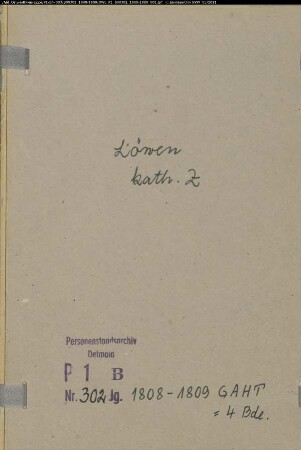 Löwen
kath. Z
Personenstandsarchiv
Detmold
P 1 B
Nr. 302 Jg. 1808-1809 GAHT
= 4 Bde.